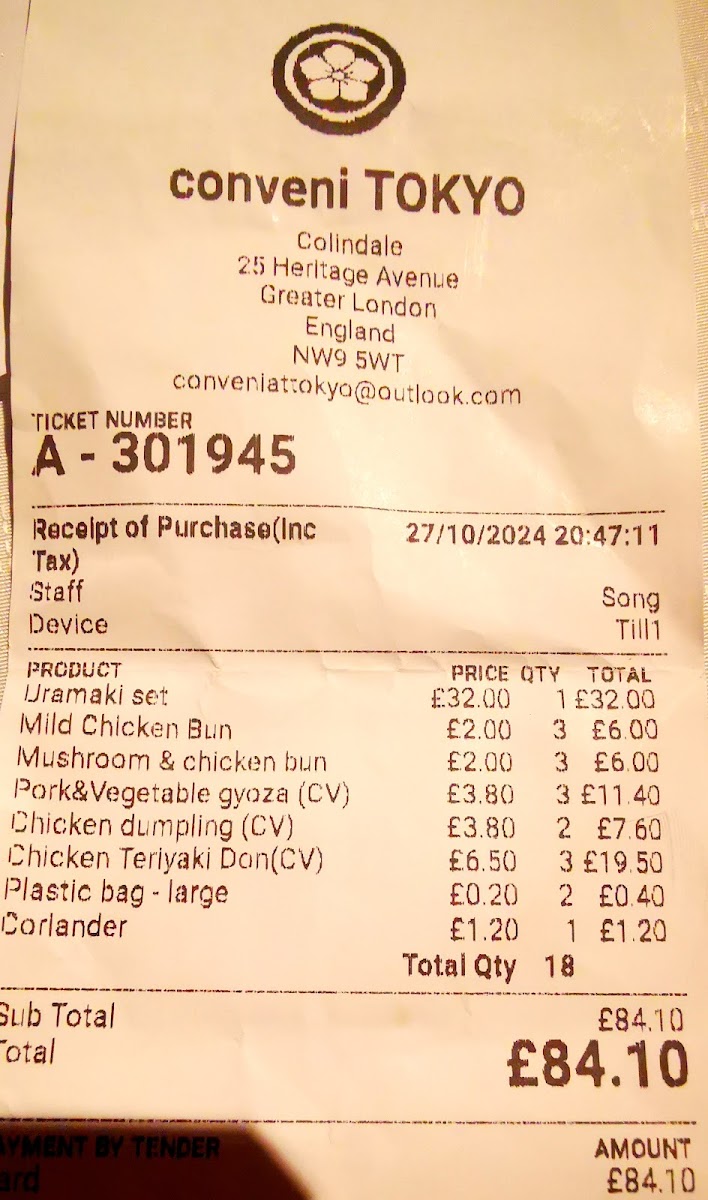 conveni TOKYO
Colindale
25 Heritage Avenue
Greater London
England
NW9 5WT
conveniattokyo@outlook.com
TICKET NUMBER
A - 301945
Receipt of Purchase(Inc Tax) 27/10/2024 20:47:11
Staff Song
Device Till1
PRODUCT PRICE QTY TOTAL
Uramaki set £32.00 1 £32.00
Mild Chicken Bun £2.00 3 £6.00
Mushroom & chicken bun £2.00 3 £6.00
Pork&Vegetable gyoza (CV) £3.80 3 £11.40
Chicken dumpling (CV) £3.80 2 £7.60
Chicken Teriyaki Don(CV) £6.50 3 £19.50
Plastic bag - large £0.20 2 £0.40
Coriander £1.20 1 £1.20
Total Qty 18
Sub Total £84.10
Total £84.10
AYMENT BY TENDER AMOUNT
ard £84.10